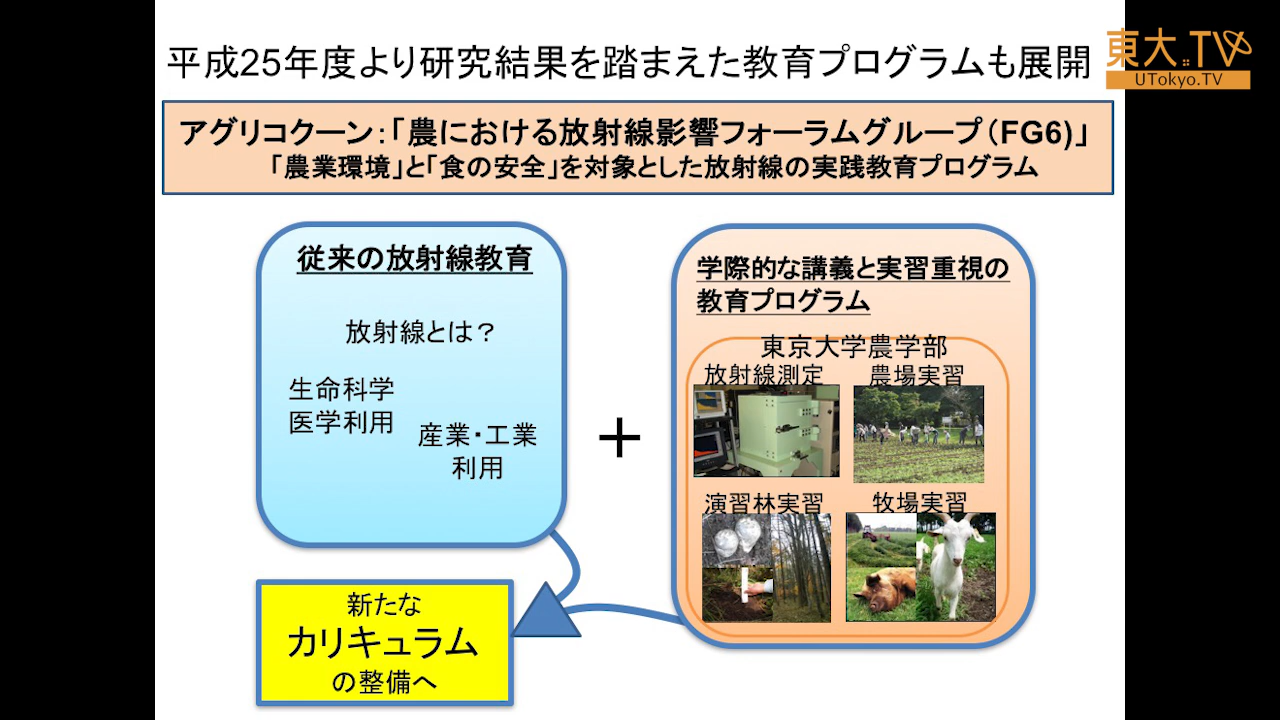 平成25年度より研究結果を踏まえた教育プログラムも展開
東大.TV
UTokyo.TV
アグリコクーン：「農における放射線影響フォーラムグループ（FG6)」
「農業環境」と「食の安全」を対象とした放射線の実践教育プログラム
従来の放射線教育
放射線とは？
生命科学
医学利用
産業・工業
利用
＋
学際的な講義と実習重視の
教育プログラム
東京大学農学部
放射線測定
農場実習
演習林実習
牧場実習
新たな
カリキュラム
の整備へ